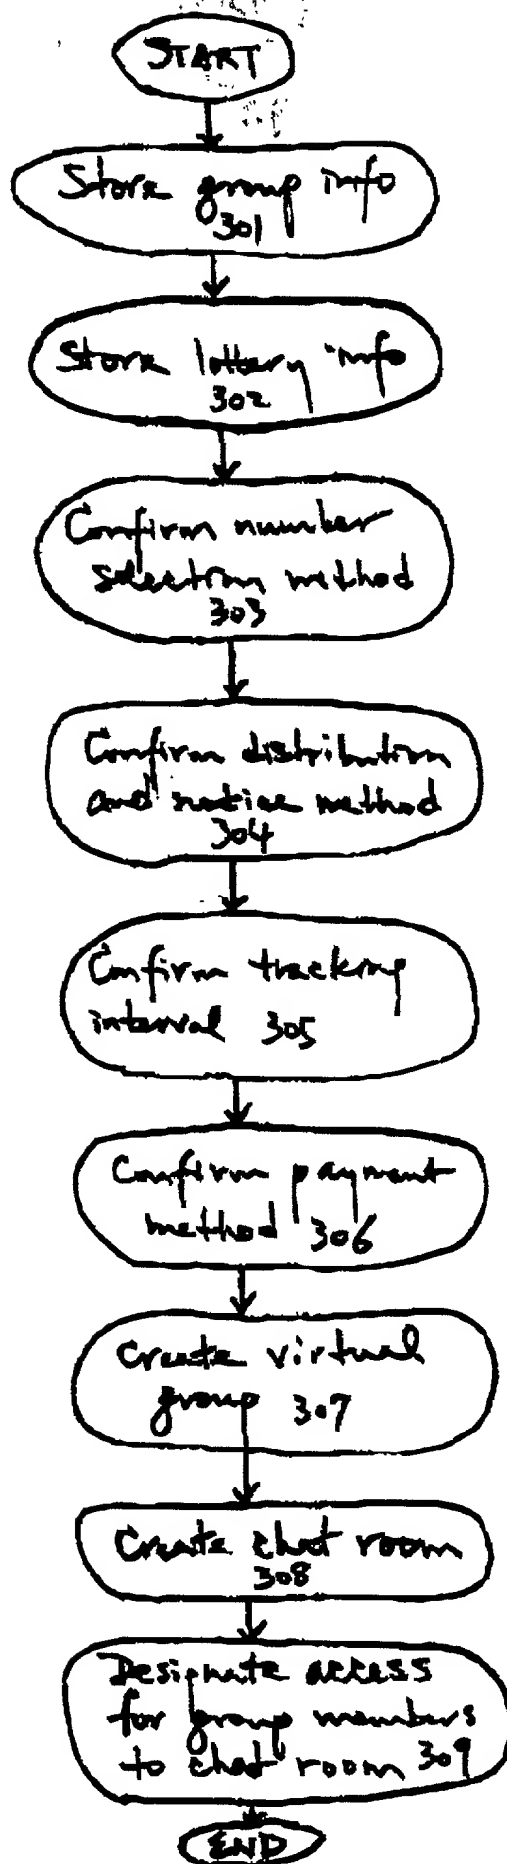 START
Store group info
301
Store lottery info
302
Confirm number
selection method
303
Confirm distribution
and notice method
304
Confirm tracking
interval 305
Confirm payment
method 306
Create virtual
group 307
Create chat room
308
Designate access
for group members
to chat room 309
END